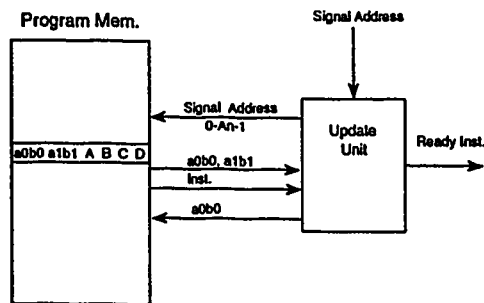 Signal Address
Program Mem.
Signal Address
0-An-1
Update
Unit
Ready Inst.
a0b0 a1b1 A B C D
a0b0, a1b1
Inst.
a0b0